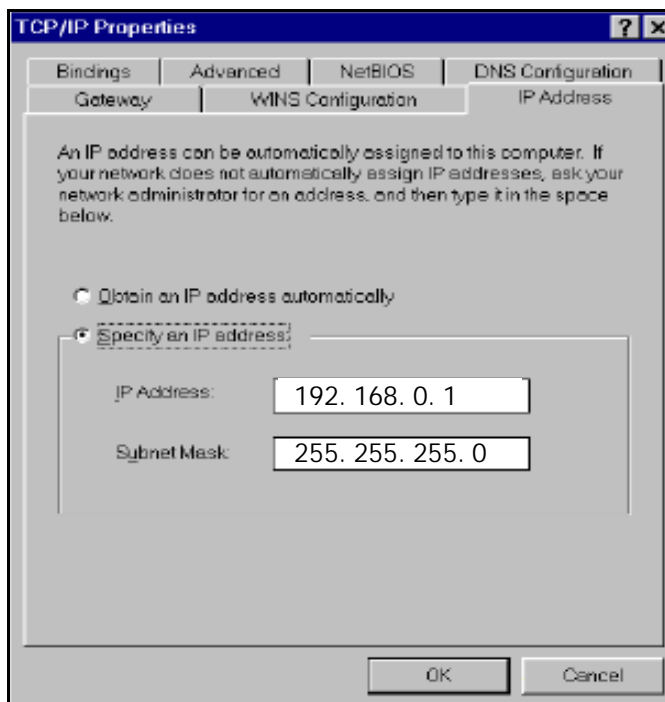 TCP/IP Properties
? X
Bindings Advanced NetBIOS DNS Configuration
Gateway WINS Configuration IP Address
An IP address can be automatically assigned to this computer. If
your network does not automatically assign IP addresses, ask your
network administrator for an address, and then type it in the space
below.
Obtain an IP address automatically
Specify an IP address:
IP Address: 192. 168. 0. 1
Subnet Mask: 255. 255. 255. 0
OK Cancel